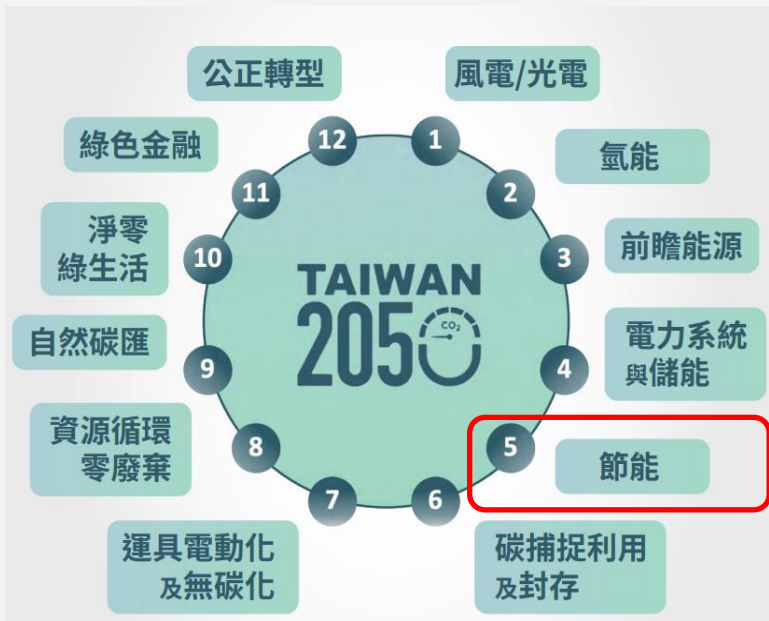 公正轉型
風電/光電
綠色金融
12
1
氫能
11
2
淨零
綠生活
10
3
前瞻能源
TAIWAN
2050
CO₂
自然碳匯
9
4
電力系統
與儲能
資源循環
零廢棄
8
5
節能
7
6
運具電動化
及無碳化
碳捕捉利用
及封存